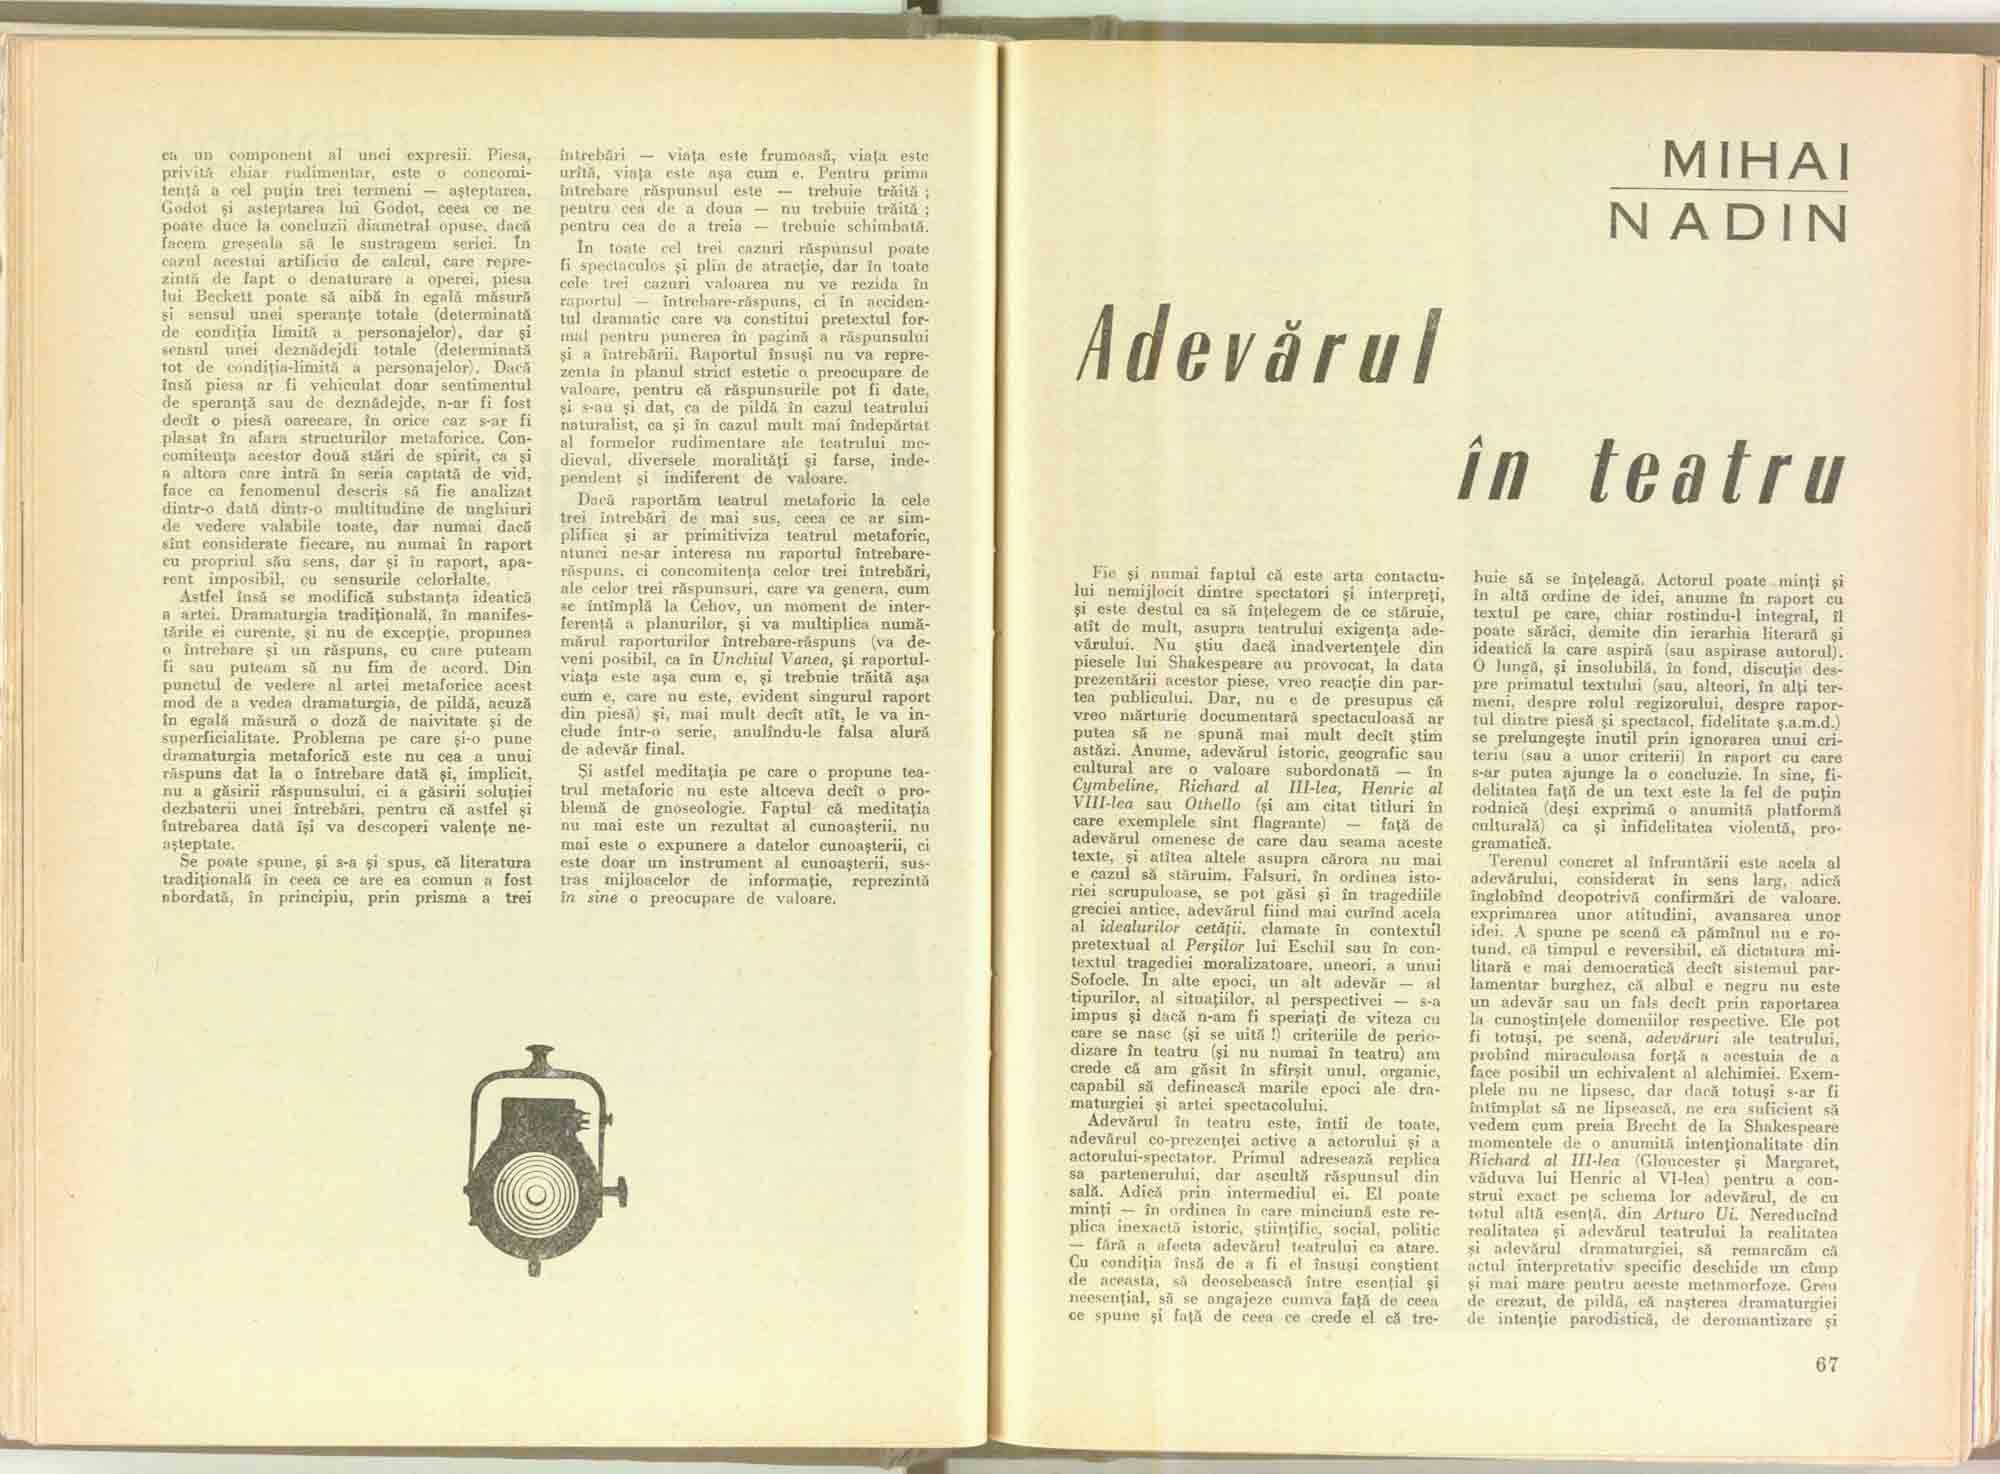 ca un component al unei expresii. Piesa,
privită chiar rudimentar, este o concomi-
tență a cel puțin trei termeni — așteptarea,
Godot și așteptarea lui Godot, ceea ce ne
poate duce la concluzii diametral opuse, dacă
facem greșeala să le sustragem seriei. În
cazul acestui artificiu de calcul, care repre-
zintă de fapt o denaturare a operei, piesa
lui Beckett poate să aibă în egală măsură
și sensul unei speranțe totale (determinată
de condiția limită a personajelor), dar și
sensul unei deznădejdi totale (determinată
tot de condiția-limită a personajelor). Dacă
însă piesa ar fi vehiculat doar sentimentul
de speranță sau de deznădejde, n-ar fi fost
decît o piesă oarecare, în orice caz s-ar fi
plasat în afara structurilor metaforice. Con-
comitența acestor două stări de spirit, ca și
a altora care intră în seria captată de vid,
face ca fenomenul descris să fie analizat
dintr-o dată dintr-o multitudine de unghiuri
de vedere valabile toate, dar numai dacă
sînt considerate fiecare, nu numai în raport
cu propriul său sens, dar și în raport, apa-
rent imposibil, cu sensurile celorlalte.
Astfel însă se modifică substanța ideatică
a artei. Dramaturgia tradițională, în manifes-
tările ei curente, și nu de excepție, propunea
o întrebare și un răspuns, cu care puteam
fi sau puteam să nu fim de acord. Din
punctul de vedere al artei metaforice acest
mod de a vedea dramaturgia, de pildă, acuză
în egală măsură o doză de naivitate și de
superficialitate. Problema pe care și-o pune
dramaturgia metaforică este nu cea a unui
răspuns dat la o întrebare dată și, implicit,
nu a găsirii răspunsului, ci a găsirii soluției
dezbaterii unei întrebări, pentru că astfel și
întrebarea dată își va descoperi valențe ne-
așteptate.
Se poate spune, și s-a și spus, că literatura
tradițională în ceea ce are ea comun a fost
abordată, în principiu, prin prisma a trei
întrebări — viața este frumoasă, viața este
urîtă, viața este așa cum e. Pentru prima
întrebare răspunsul este — trebuie trăită ;
pentru cea de a doua — nu trebuie trăită ;
pentru cea de a treia — trebuie schimbată.
În toate cel trei cazuri răspunsul poate
fi spectaculos și plin de atracție, dar în toate
cele trei cazuri valoarea nu ve rezida în
raportul — întrebare-răspuns, ci în acciden-
tul dramatic care va constitui pretextul for-
mal pentru punerea în pagină a răspunsului
și a întrebării. Raportul însuși nu va repre-
zenta în planul strict estetic o preocupare de
valoare, pentru că răspunsurile pot fi date,
și s-au și dat, ca de pildă în cazul teatrului
naturalist, ca și în cazul mult mai îndepărtat
al formelor rudimentare ale teatrului me-
dieval, diversele moralități și farse, inde-
pendent și indiferent de valoare.
Dacă raportăm teatrul metaforic la cele
trei întrebări de mai sus, ceea ce ar sim-
plifica și ar primitiviza teatrul metaforic,
atunci ne-ar interesa nu raportul întrebare-
răspuns, ci concomitența celor trei întrebări,
ale celor trei răspunsuri, care va genera, cum
se întîmplă la Cehov, un moment de inter-
ferență a planurilor, și va multiplica numă-
mărul raporturilor întrebare-răspuns (va de-
veni posibil, ca în Unchiul Vanea, și raportul-
viața este așa cum e, și trebuie trăită așa
cum e, care nu este, evident singurul raport
din piesă) și, mai mult decît atît, le va in-
clude într-o serie, anulîndu-le falsa alură
de adevăr final.
Și astfel meditația pe care o propune tea-
trul metaforic nu este altceva decît o pro-
blemă de gnoseologie. Faptul că meditația
nu mai este un rezultat al cunoașterii, nu
mai este o expunere a datelor cunoașterii, ci
este doar un instrument al cunoașterii, sus-
tras mijloacelor de informație, reprezintă
în sine o preocupare de valoare.
MIHAI
NADIN
Adevărul
în teatru
Fie și numai faptul că este arta contactu-
lui nemijlocit dintre spectatori și interpreți,
și este destul ca să înțelegem de ce stăruie,
atît de mult, asupra teatrului exigența ade-
vărului. Nu știu dacă inadvertențele din
piesele lui Shakespeare au provocat, la data
prezentării acestor piese, vreo reacție din par-
tea publicului. Dar, nu e de presupus că
vreo mărturie documentară spectaculoasă ar
putea să ne spună mai mult decît știm
astăzi. Anume, adevărul istoric, geografic sau
cultural are o valoare subordonată — în
Cymbeline, Richard al III-lea, Henric al
VIII-lea sau Othello (și am citat titluri în
care exemplele sînt flagrante) — față de
adevărul omenesc de care dau seama aceste
texte, și atîtea altele asupra cărora nu mai
e cazul să stăruim. Falsuri, în ordinea isto-
riei scrupuloase, se pot găsi și în tragediile
greciei antice, adevărul fiind mai curînd acela
al idealurilor cetății, clamate în contextul
pretextual al Perșilor lui Eschil sau în con-
textul tragediei moralizatoare, uneori, a unui
Sofocle. În alte epoci, un alt adevăr — al
tipurilor, al situațiilor, al perspectivei — s-a
impus și dacă n-am fi speriați de viteza cu
care se nasc (și se uită !) criteriile de perio-
dizare în teatru (și nu numai în teatru) am
crede că am găsit în sfîrșit unul, organic,
capabil să definească marile epoci ale dra-
maturgiei și artei spectacolului.
Adevărul în teatru este, întîi de toate,
adevărul co-prezenței active a actorului și a
actorului-spectator. Primul adresează replica
sa partenerului, dar ascultă răspunsul din
sală. Adică prin intermediul ei. El poate
minți — în ordinea în care minciună este re-
plica inexactă istoric, științific, social, politic
— fără a afecta adevărul teatrului ca atare.
Cu condiția însă de a fi el însuși conștient
de aceasta, să deosebească între esențial și
neesențial, să se angajeze cumva față de ceea
ce spune și față de ceea ce crede el că tre-
buie să se înțeleagă. Actorul poate minți și
în altă ordine de idei, anume în raport cu
textul pe care, chiar rostindu-l integral, îl
poate sărăci, demite din ierarhia literară și
ideatică la care aspiră (sau aspirase autorul).
O lungă, și insolubilă, în fond, discuție des-
pre primatul textului (sau, alteori, în alți ter-
meni, despre rolul regizorului, despre rapor-
tul dintre piesă și spectacol, fidelitate ș.a.m.d.)
se prelungește inutil prin ignorarea unui cri-
teriu (sau a unor criterii) în raport cu care
s-ar putea ajunge la o concluzie. In sine, fi-
delitatea față de un text este la fel de puțin
rodnică (deși exprimă o anumită platformă
culturală) ca și infidelitatea violentă, pro-
gramatică.
Terenul concret al înfruntării este acela al
adevărului, considerat în sens larg, adică
înglobînd deopotrivă confirmări de valoare,
exprimarea unor atitudini, avansarea unor
idei. A spune pe scenă că pămînul nu e ro-
tund, că timpul e reversibil, că dictatura mi-
litară e mai democratică decît sistemul par-
lamentar burghez, că albul e negru nu este
un adevăr sau un fals decît prin raportarea
la cunoștințele domeniilor respective. Ele pot
fi totuși, pe scenă, adevăruri ale teatrului,
probînd miraculoasa forță a acestuia de a
face posibil un echivalent al alchimiei. Exem-
plele nu ne lipsesc, dar dacă totuși s-ar fi
întîmplat să ne lipsească, ne era suficient să
vedem cum preia Brecht de la Shakespeare
momentele de o anumită intenționalitate din
Richard al III-lea (Gloucester și Margaret,
văduva lui Henric al VI-lea) pentru a con-
strui exact pe schema lor adevărul, de cu
totul altă esență, din Arturo Ui. Nereducînd
realitatea și adevărul teatrului la realitatea
și adevărul dramaturgiei, să remarcăm că
actul interpretativ specific deschide un cîmp
și mai mare pentru aceste metamorfoze. Greu
de crezut, de pildă, că nașterea dramaturgiei
de intenție parodistică, de deromantizare și
67